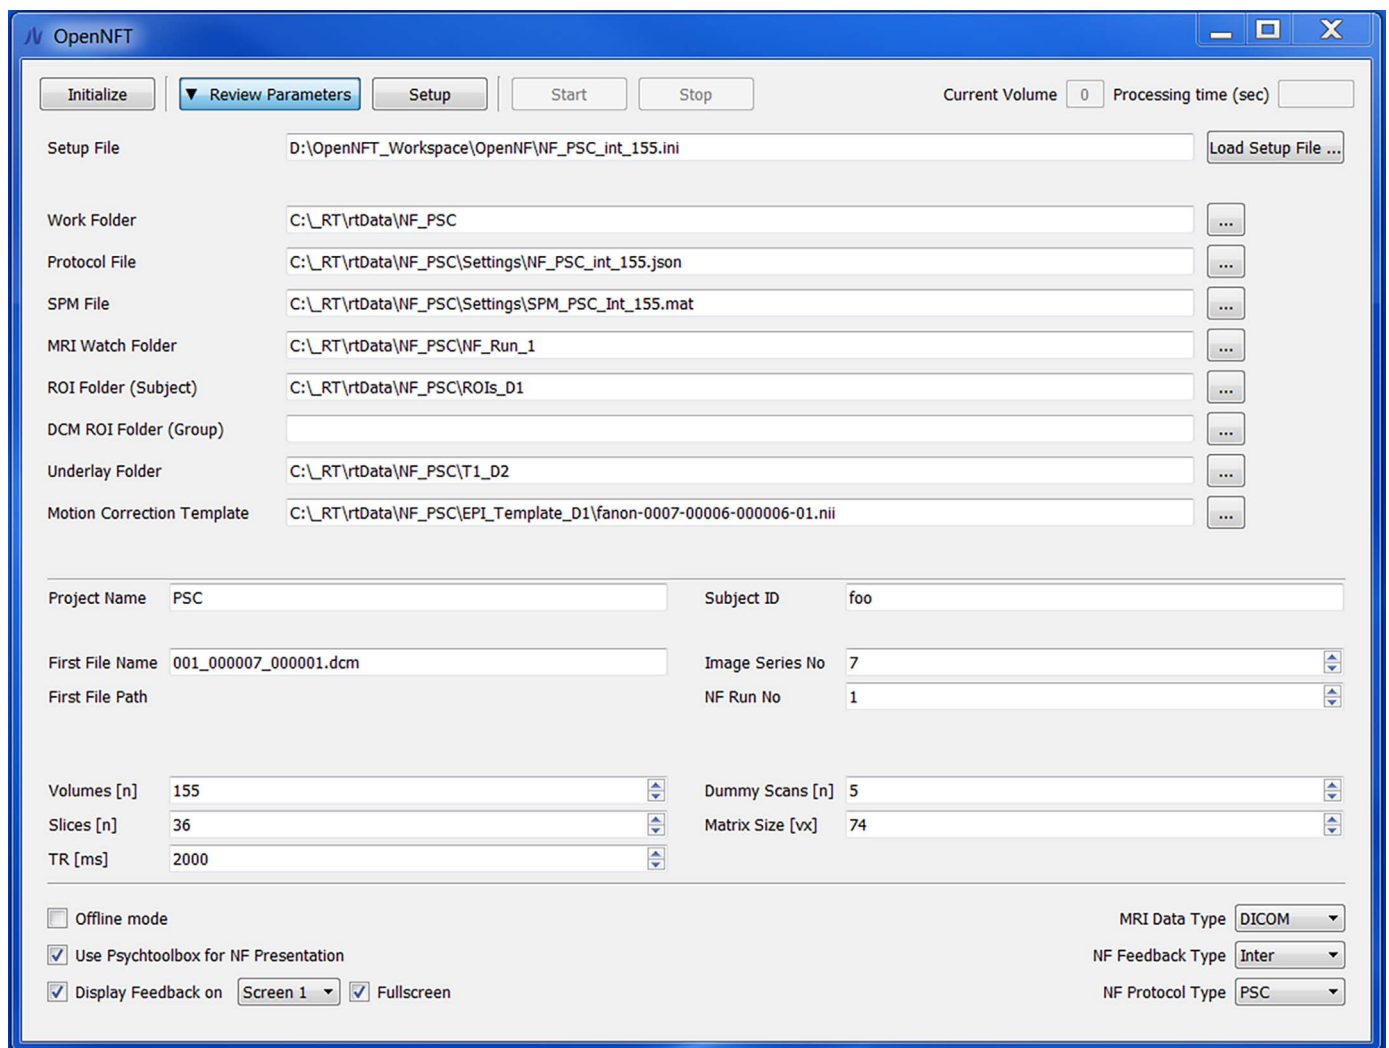 OpenNFT
Initialize ▼ Review Parameters Setup Start Stop Current Volume 0 Processing time (sec)
Setup File D:\OpenNFT_Workspace\OpenNF\NF_PSC_int_155.ini Load Setup File ...
Work Folder C:\_RT\rtData\NF_PSC ...
Protocol File C:\_RT\rtData\NF_PSC\Settings\NF_PSC_int_155.json ...
SPM File C:\_RT\rtData\NF_PSC\Settings\SPM_PSC_Int_155.mat ...
MRI Watch Folder C:\_RT\rtData\NF_PSC\NF_Run_1 ...
ROI Folder (Subject) C:\_RT\rtData\NF_PSC\ROIs_D1 ...
DCM ROI Folder (Group) ...
Underlay Folder C:\_RT\rtData\NF_PSC\T1_D2 ...
Motion Correction Template C:\_RT\rtData\NF_PSC\EPI_Template_D1\fanon-0007-00006-000006-01.nii ...
Project Name PSC Subject ID foo
First File Name 001_000007_000001.dcm Image Series No 7
First File Path NF Run No 1
Volumes [n] 155 Dummy Scans [n] 5
Slices [n] 36 Matrix Size [vx] 74
TR [ms] 2000
Offline mode MRI Data Type DICOM
Use Psychtoolbox for NF Presentation NF Feedback Type Inter
Display Feedback on Screen 1 Fullscreen NF Protocol Type PSC